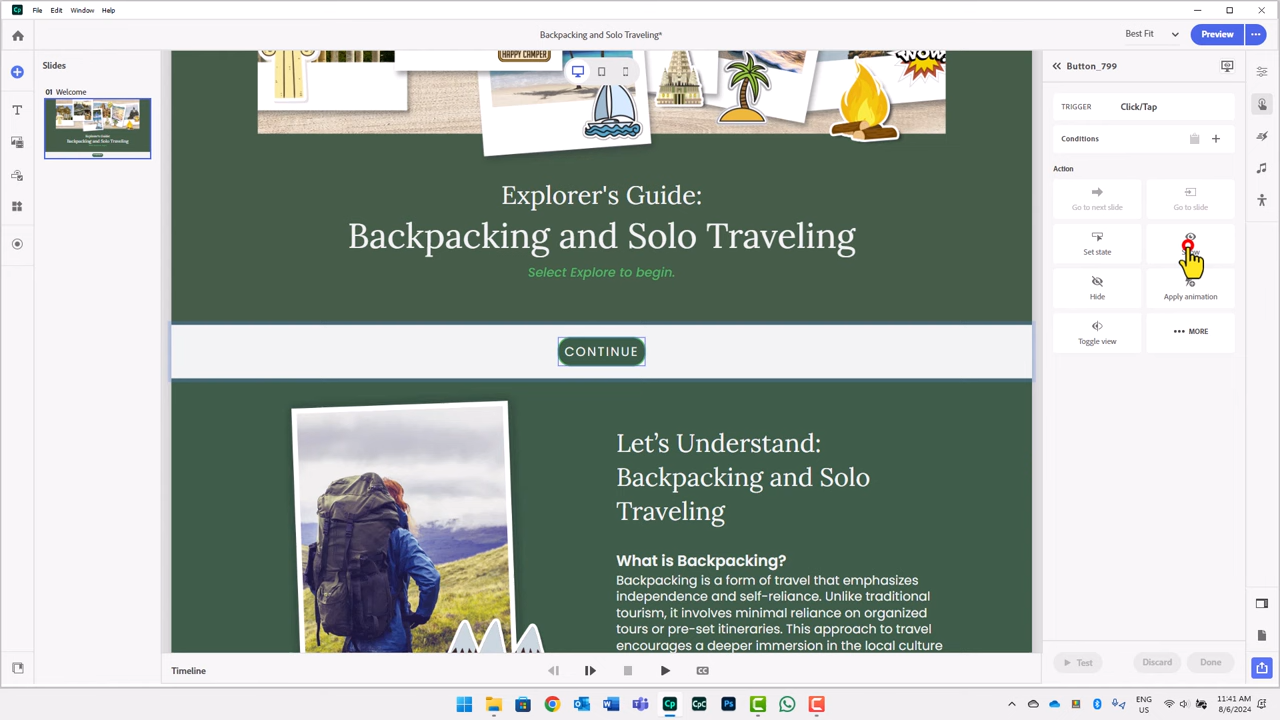 Cp
File
Edit
Window
Help
Backpacking and Solo Traveling*
Best Fit
Preview
Slides
01 Welcome
HAPPY CAMPER
Explorer's Guide:
Backpacking and Solo Traveling
Select Explore to begin.
CONTINUE
Let's Understand:
Backpacking and Solo
Traveling
What is Backpacking?
Backpacking is a form of travel that emphasizes
independence and self-reliance. Unlike traditional
tourism, it involves minimal reliance on organized
tours or pre-set itineraries. This approach to travel
encourages a deeper immersion in the local culture
Button_799
TRIGGER Click/Tap
Conditions
Action
Go to next slide
Go to slide
Set state
Hide
Apply animation
Toggle view
MORE
Test
Discard
Done
Timeline
CC
Cp
CpC
Ps
ENG
US
11:41 AM
8/6/2024